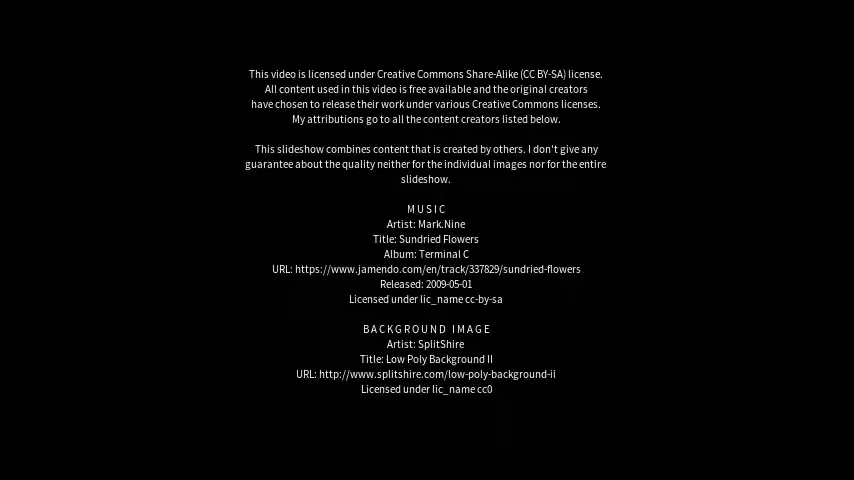 This video is licensed under Creative Commons Share-Alike (CC BY-SA) license.
All content used in this video is free available and the original creators
have chosen to release their work under various Creative Commons licenses.
My attributions go to all the content creators listed below.
This slideshow combines content that is created by others. I don't give any
guarantee about the quality neither for the individual images nor for the entire
slideshow.
MUSIC
Artist: Mark.Nine
Title: Sundried Flowers
Album: Terminal C
URL: https://www.jamendo.com/en/track/337829/sundried-flowers
Released: 2009-05-01
Licensed under lic_name cc-by-sa
BACKGROUND IMAGE
Artist: SplitShire
Title: Low Poly Background II
URL: http://www.splitshire.com/low-poly-background-ii
Licensed under lic_name cc0